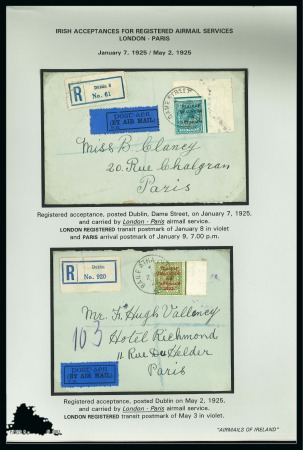 IRISH ACCEPTANCES FOR REGISTERED AIRMAIL SERVICES
LONDON - PARIS
January 7, 1925 / May 2, 1925
R
Dublin 8
No. 61
(BY AIR MAIL)
DAME STREET
Miss B Clancy
20. Rue Chalgran
Paris
Registered acceptance, posted Dublin, Dame Street, on January 7, 1925,
and carried by London - Paris airmail service.
LONDON REGISTERED transit postmark of January 8 in violet
and PARIS arrival postmark of January 9, 7.00 p.m.
R
Dublin
No. 920
103
Mr. Hugh Vallency
Hotel Richmond
11 Rue Du Helder
Paris
(BY AIR MAIL)
Registered acceptance, posted Dublin on May 2, 1925,
and carried by London - Paris airmail service.
LONDON REGISTERED transit postmark of May 3 in violet.
"AIRMAILS OF IRELAND"